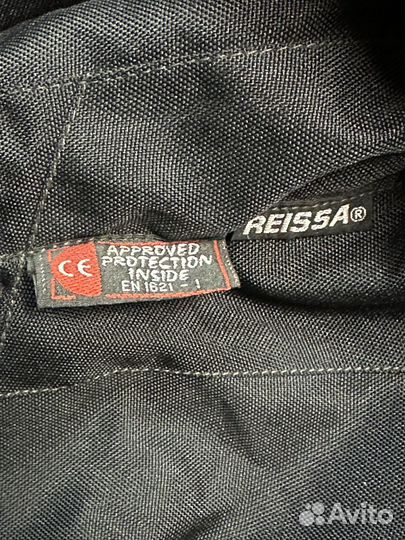 REISSA®
CE
APPROVED
PROTECTION
INSIDE
EN 1621 - 1
Avito